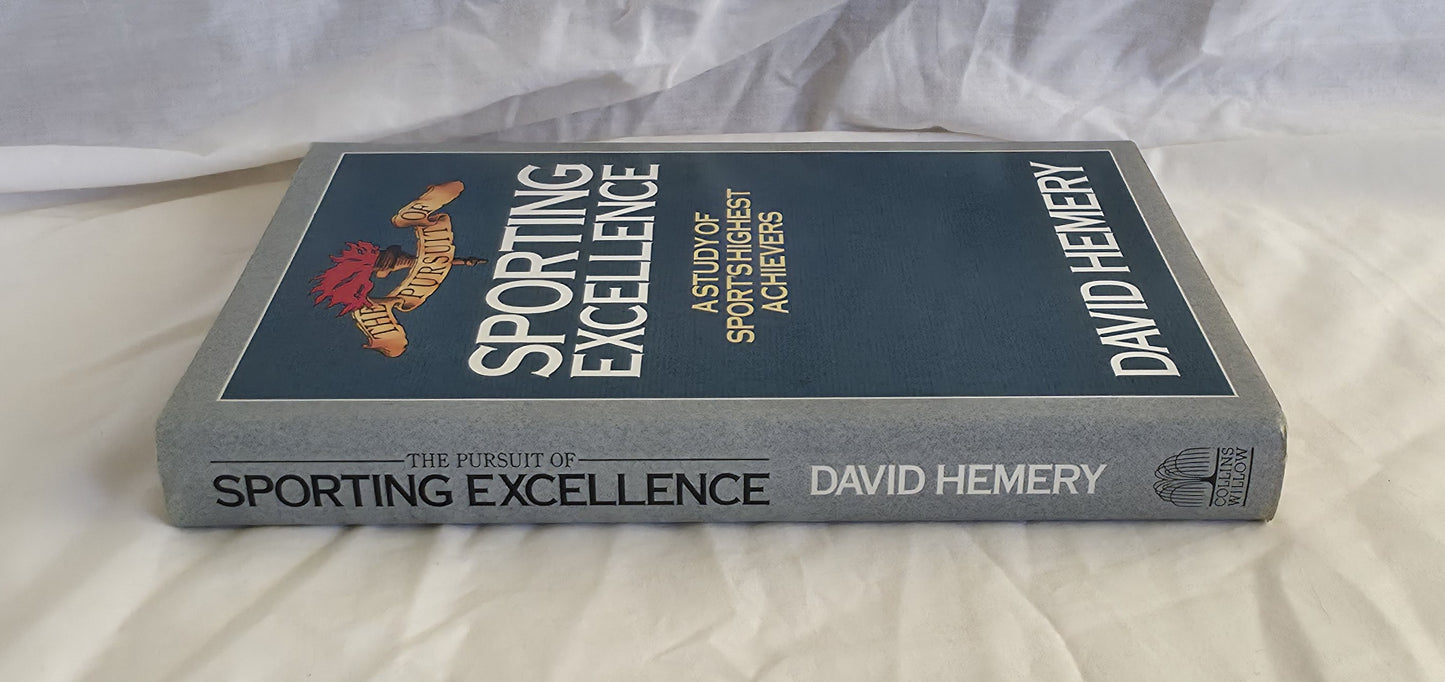 THE PURSUIT OF
SPORTING
EXCELLENCE
A STUDY OF
SPORT'S HIGHEST
ACHIEVERS
DAVID HEMERY
THE PURSUIT OF
SPORTING EXCELLENCE
DAVID HEMERY
COLLINS
WILLOW